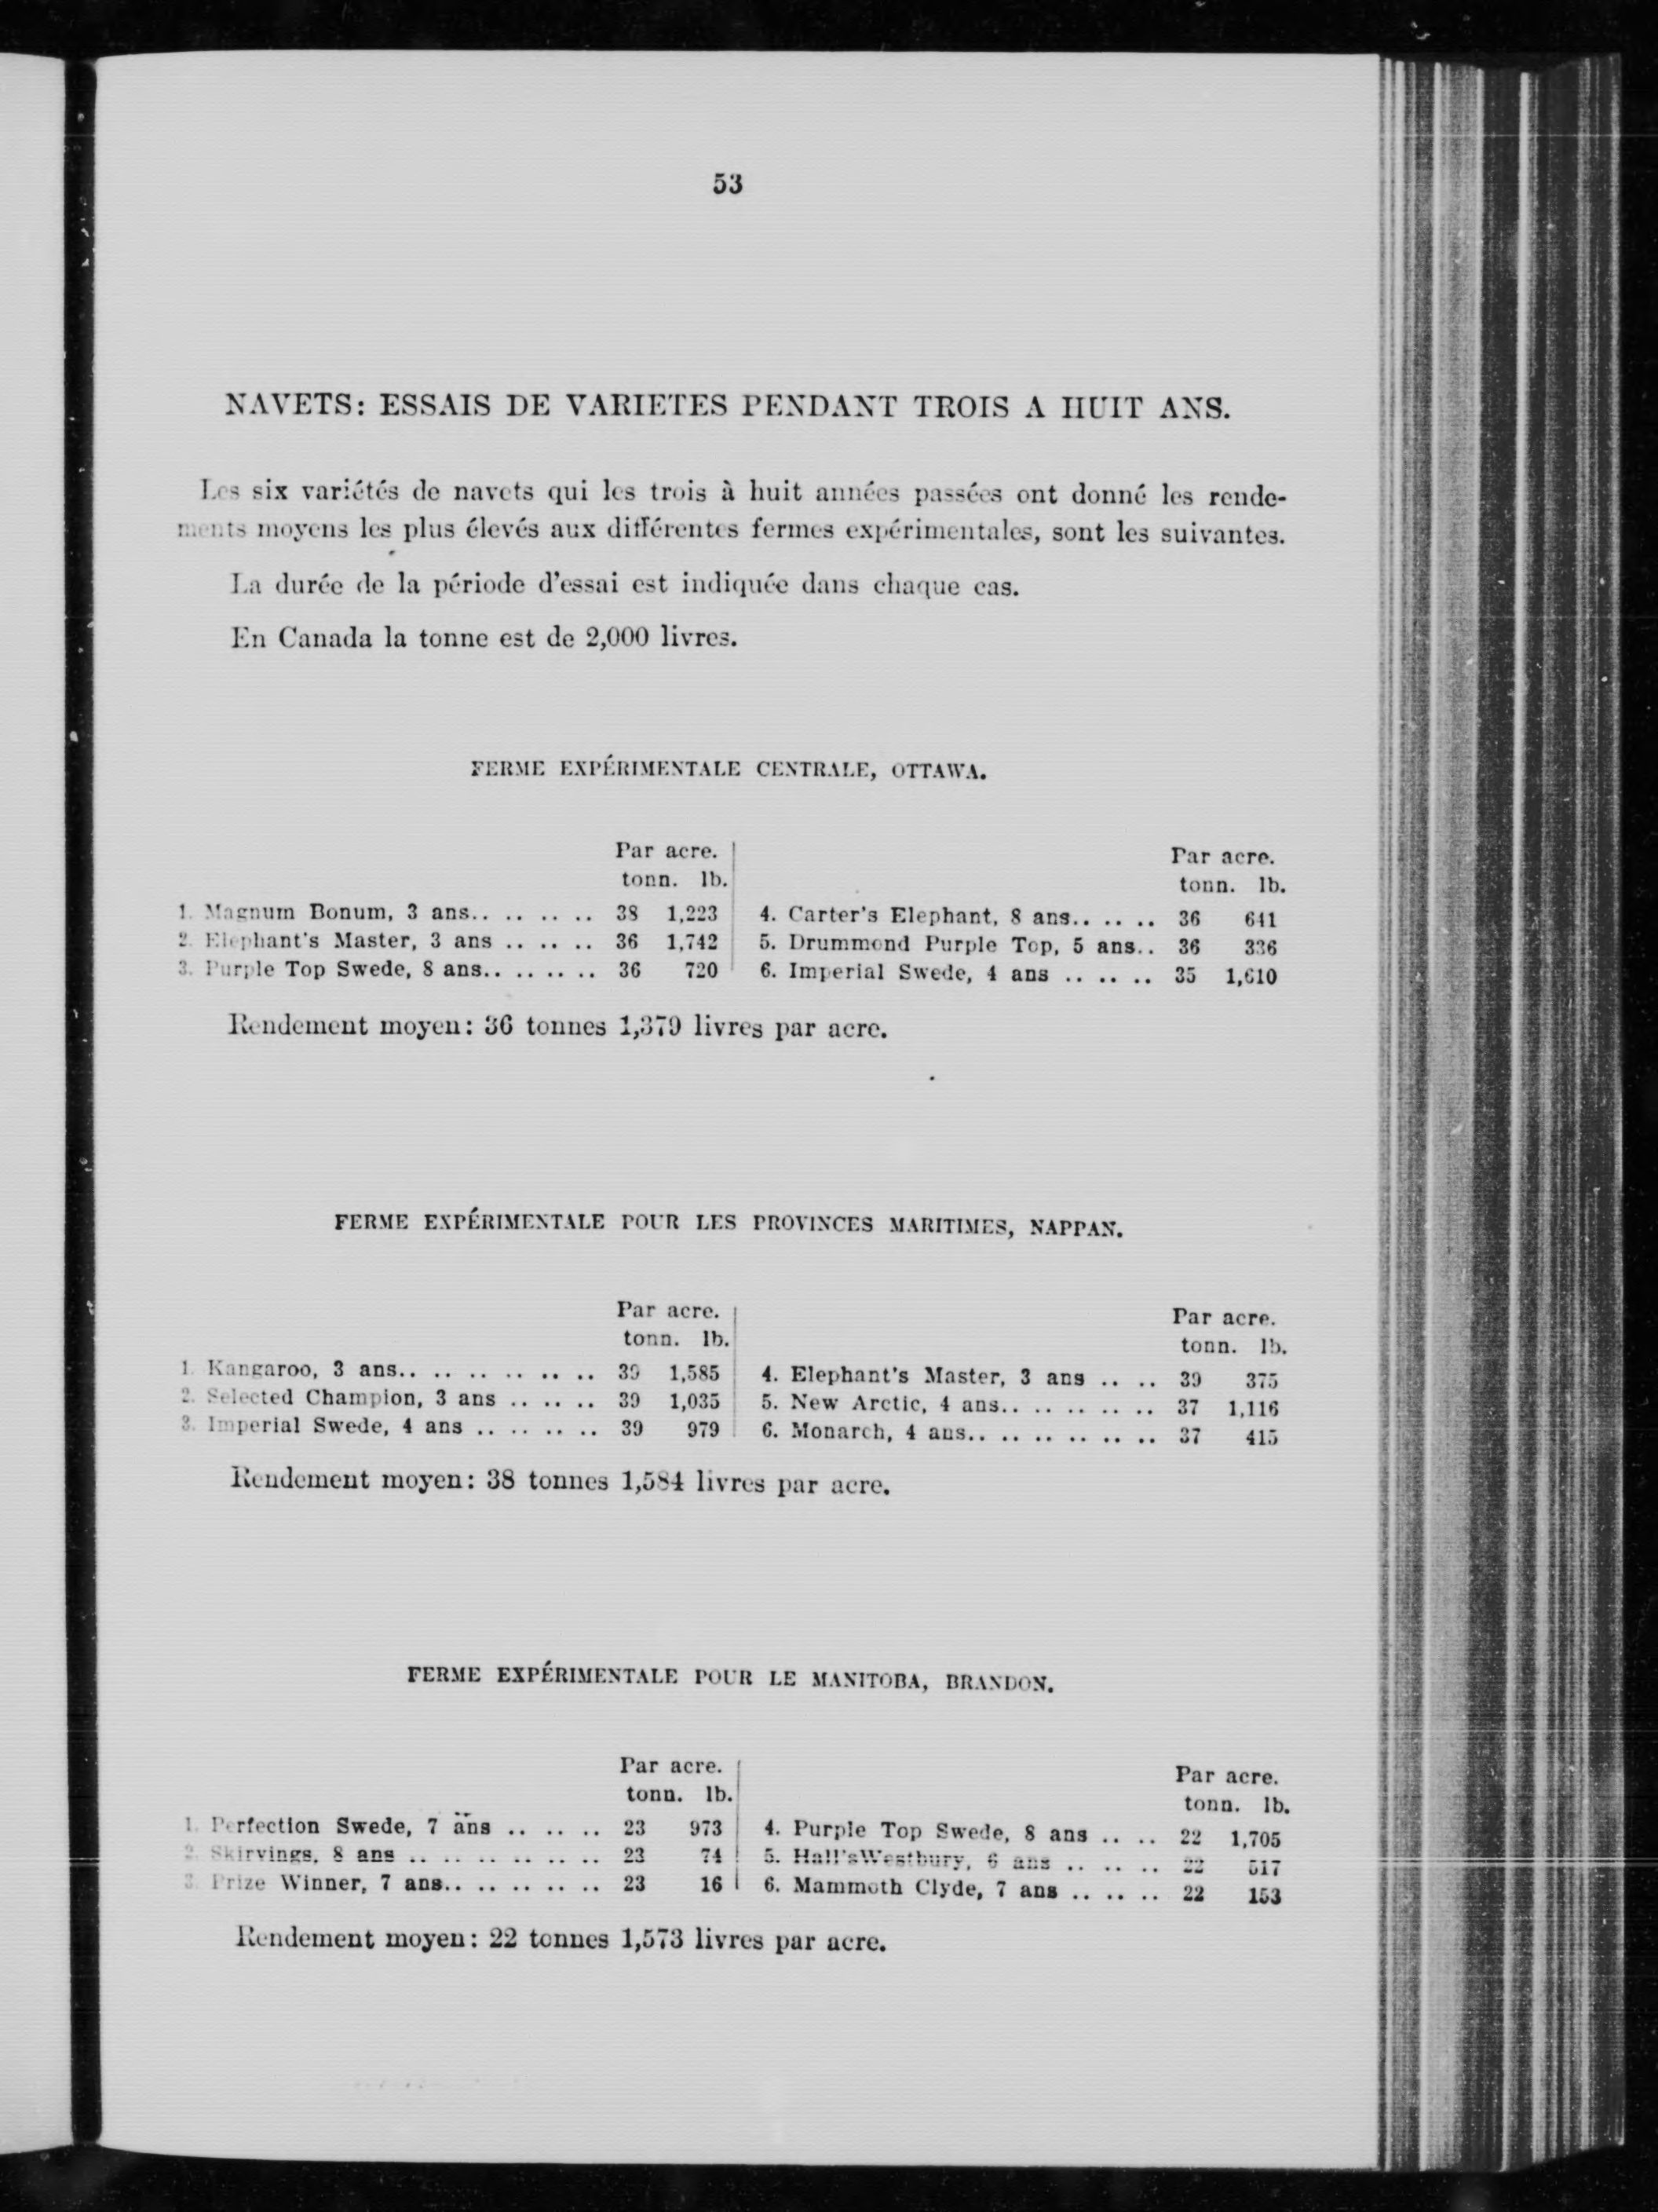 53
NAVETS: ESSAIS DE VARIETES PENDANT TROIS A HUIT ANS.
Les six variétés de navets qui les trois à huit années passées ont donné les rende-
ments moyens les plus élevés aux différentes fermes expérimentales, sont les suivantes.
La durée de la période d'essai est indiquée dans chaque cas.
En Canada la tonne est de 2,000 livres.
FERME EXPÉRIMENTALE CENTRALE, OTTAWA.
Par acre.
tonn. lb.
1. Magnum Bonum, 3 ans.. .. .. .. .. 38 1,223
2. Elephant's Master, 3 ans .. .. .. 36 1,742
3. Purple Top Swede, 8 ans.. .. .. .. 36 720
Par acre.
tonn. lb.
4. Carter's Elephant, 8 ans.. .. .. 36 641
5. Drummond Purple Top, 5 ans.. 36 336
6. Imperial Swede, 4 ans .. .. .. 35 1,610
Rendement moyen: 36 tonnes 1,379 livres par acre.
FERME EXPÉRIMENTALE POUR LES PROVINCES MARITIMES, NAPPAN.
Par acre.
tonn. lb.
1. Kangaroo, 3 ans.. .. .. .. .. .. .. 39 1,585
2. Selected Champion, 3 ans .. .. .. 39 1,035
3. Imperial Swede, 4 ans .. .. .. .. 39 979
Par acre.
tonn. lb.
4. Elephant's Master, 3 ans .. .. 39 375
5. New Arctic, 4 ans.. .. .. .. .. 37 1,116
6. Monarch, 4 ans.. .. .. .. .. .. 37 415
Rendement moyen: 38 tonnes 1,584 livres par acre.
FERME EXPÉRIMENTALE POUR LE MANITOBA, BRANDON.
Par acre.
tonn. lb.
1. Perfection Swede, 7 ans .. .. .. 23 973
2. Skirvings, 8 ans .. .. .. .. .. .. 23 74
3. Prize Winner, 7 ans.. .. .. .. .. 23 16
Par acre.
tonn. lb.
4. Purple Top Swede, 8 ans .. .. 22 1,705
5. Hall'sWestbury, 6 ans .. .. .. 22 517
6. Mammoth Clyde, 7 ans .. .. .. 22 153
Rendement moyen: 22 tonnes 1,573 livres par acre.